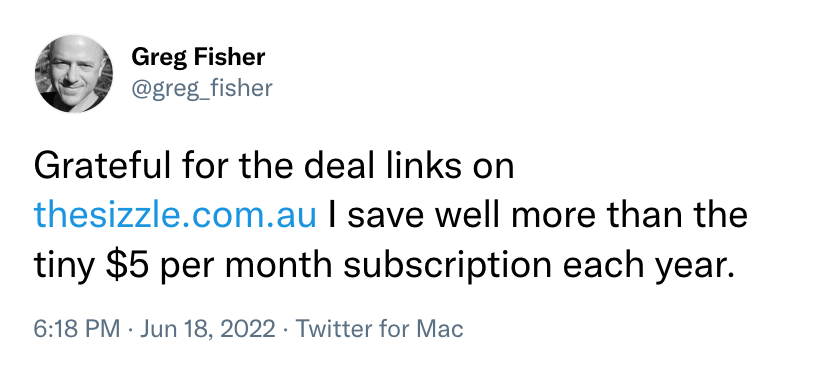 Greg Fisher
@greg_fisher
Grateful for the deal links on
thesizzle.com.au I save well more than the
tiny $5 per month subscription each year.
6:18 PM · Jun 18, 2022 · Twitter for Mac